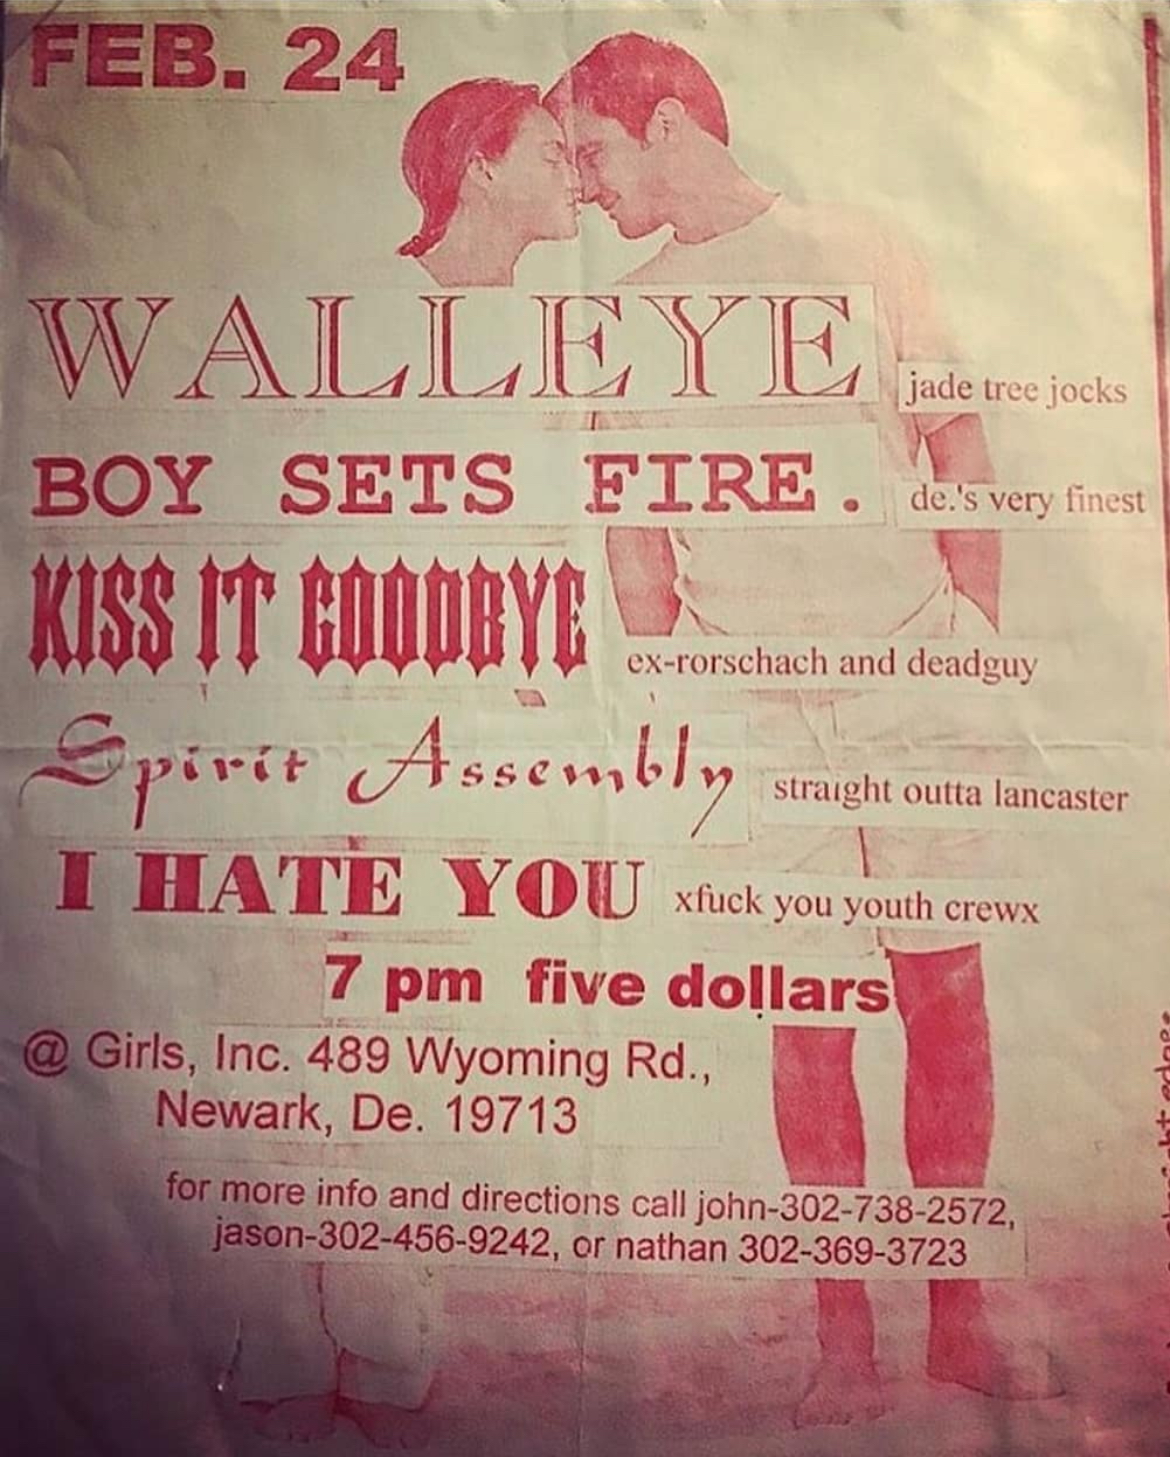 FEB. 24
WALLEYE
jade tree jocks
BOY SETS FIRE.
de.'s very finest
KISS IT GOODBYE
ex-rorschach and deadguy
Spirit Assembly
straight outta lancaster
I HATE YOU
xfuck you youth crewx
7 pm five dollars
@ Girls, Inc. 489 Wyoming Rd.,
Newark, De. 19713
for more info and directions call john-302-738-2572,
jason-302-456-9242, or nathan 302-369-3723